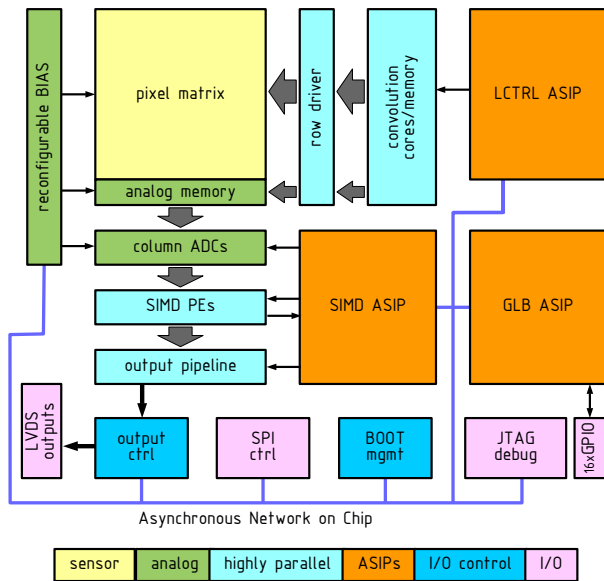 reconfigurable BIAS
pixel matrix
row driver
convolution
cores/memory
LCTRL ASIP
analog memory
column ADCs
SIMD PEs
SIMD ASIP
GLB ASIP
output pipeline
LVDS
outputs
output
ctrl
SPI
ctrl
BOOT
mgmt
JTAG
debug
16xGPIO
Asynchronous Network on Chip
sensor
analog
highly parallel
ASIPs
I/O control
I/O